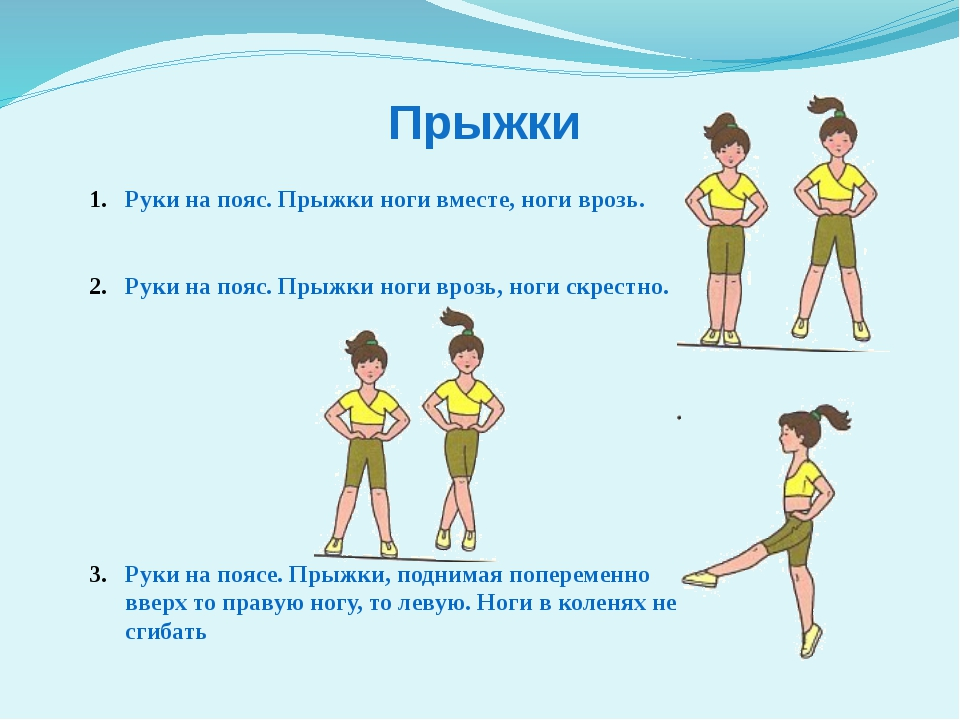 Прыжки
1. Руки на пояс. Прыжки ноги вместе, ноги врозь.
2. Руки на пояс. Прыжки ноги врозь, ноги скрестно.
3. Руки на поясе. Прыжки, поднимая попеременно
вверх то правую ногу, то левую. Ноги в коленях не
сгибать